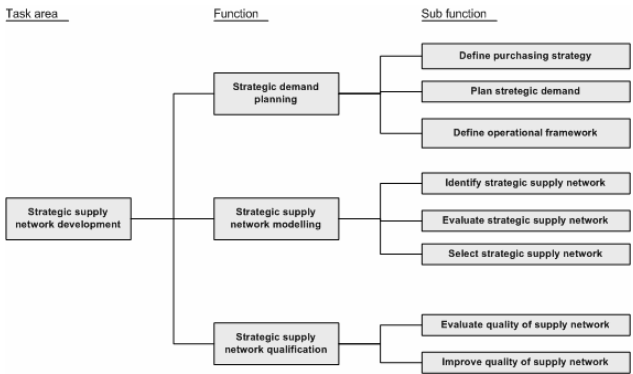 Task area
Function
Sub function
Define purchasing strategy
Strategic demand
planning
Plan stretegic demand
Define operational framework
Identify strategic supply network
Strategic supply
network development
Strategic supply
network modelling
Evaluate strategic supply network
Select strategic supply network
Evaluate quality of supply network
Strategic supply
network qualification
Improve quality of supply network